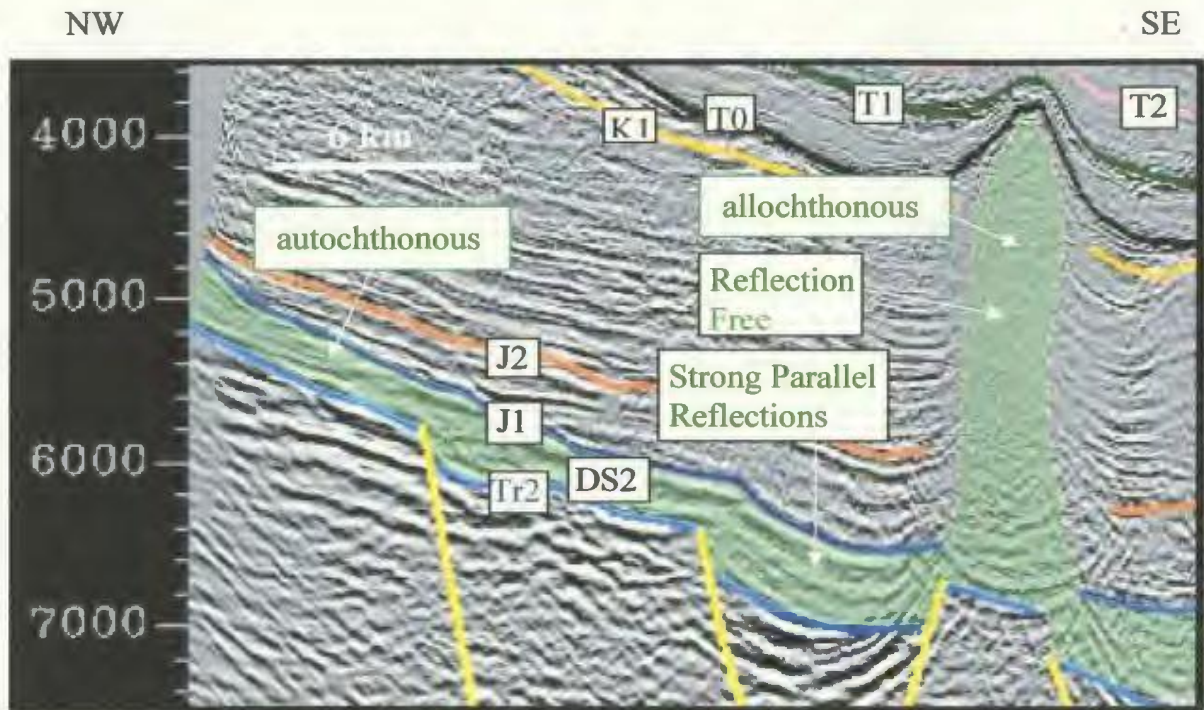 NW
SE
4000
5000
6000
7000
6 km
K1
T0
T1
T2
autochthonous
allochthonous
Reflection
Free
Strong Parallel
Reflections
J2
J1
Tr2
DS2